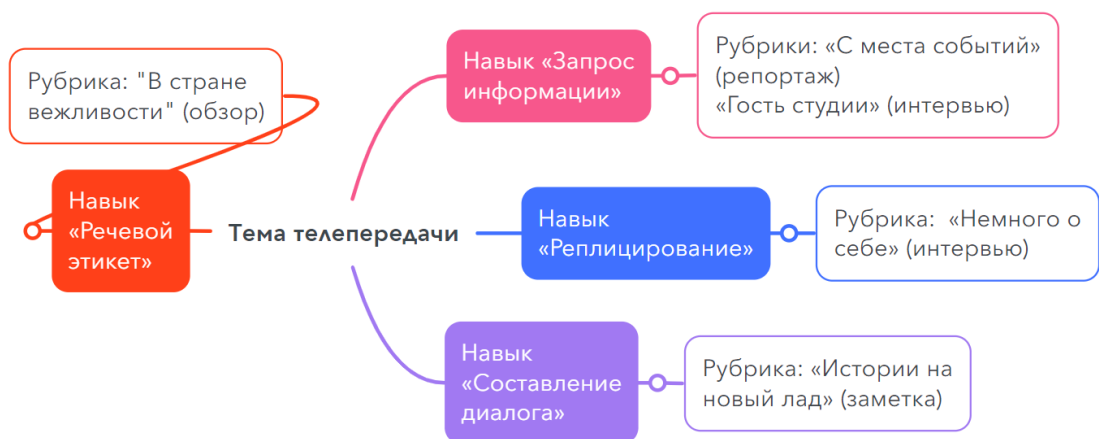 Рубрика: "В стране
вежливости" (обзор)
Навык
«Речевой
этикет»
Тема телепередачи
Навык «Запрос
информации»
Рубрики: «С места событий»
(репортаж)
«Гость студии» (интервью)
Навык
«Реплицирование»
Рубрика:  «Немного о
себе» (интервью)
Навык
«Составление
диалога»
Рубрика: «Истории на
новый лад» (заметка)